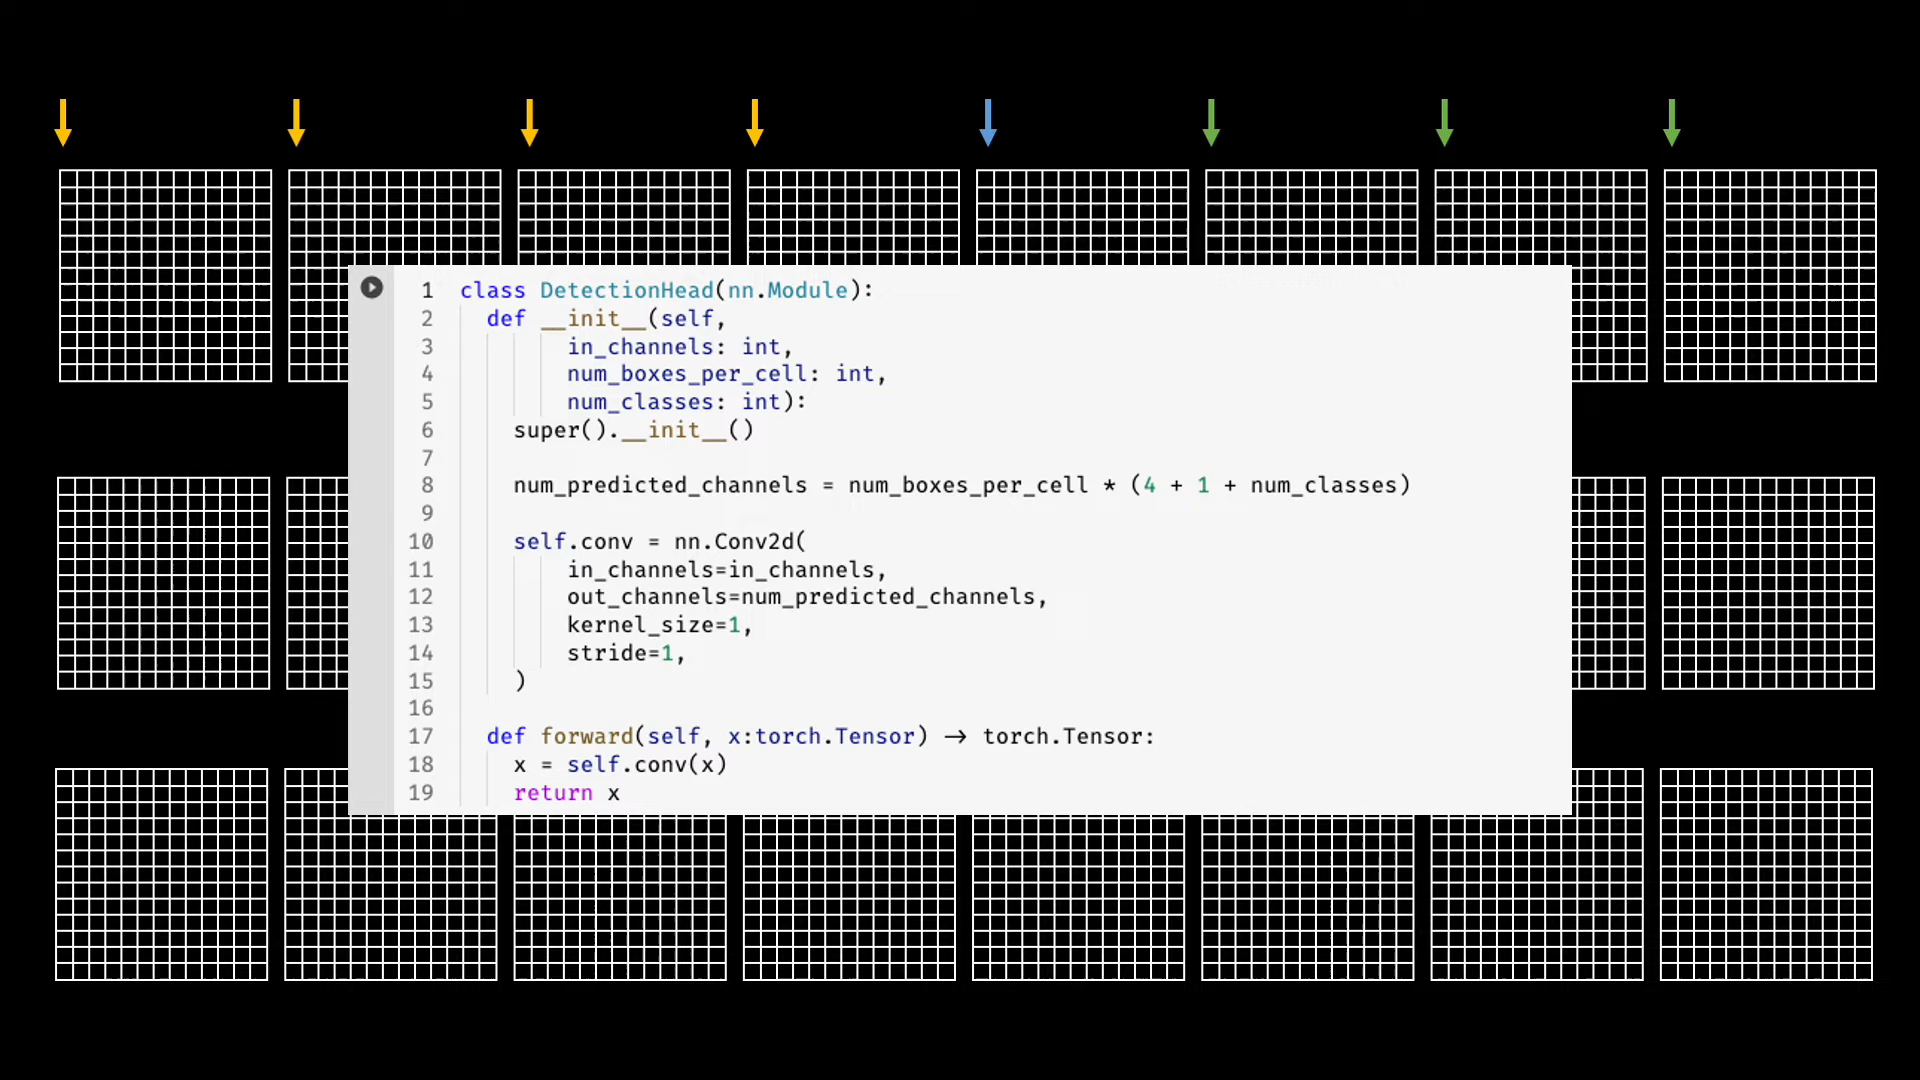 1 class DetectionHead(nn.Module):
2 def __init__(self,
3 in_channels: int,
4 num_boxes_per_cell: int,
5 num_classes: int):
6 super().__init__()
7
8 num_predicted_channels = num_boxes_per_cell * (4 + 1 + num_classes)
9
10 self.conv = nn.Conv2d(
11 in_channels=in_channels,
12 out_channels=num_predicted_channels,
13 kernel_size=1,
14 stride=1,
15 )
16
17 def forward(self, x:torch.Tensor) → torch.Tensor:
18 x = self.conv(x)
19 return x